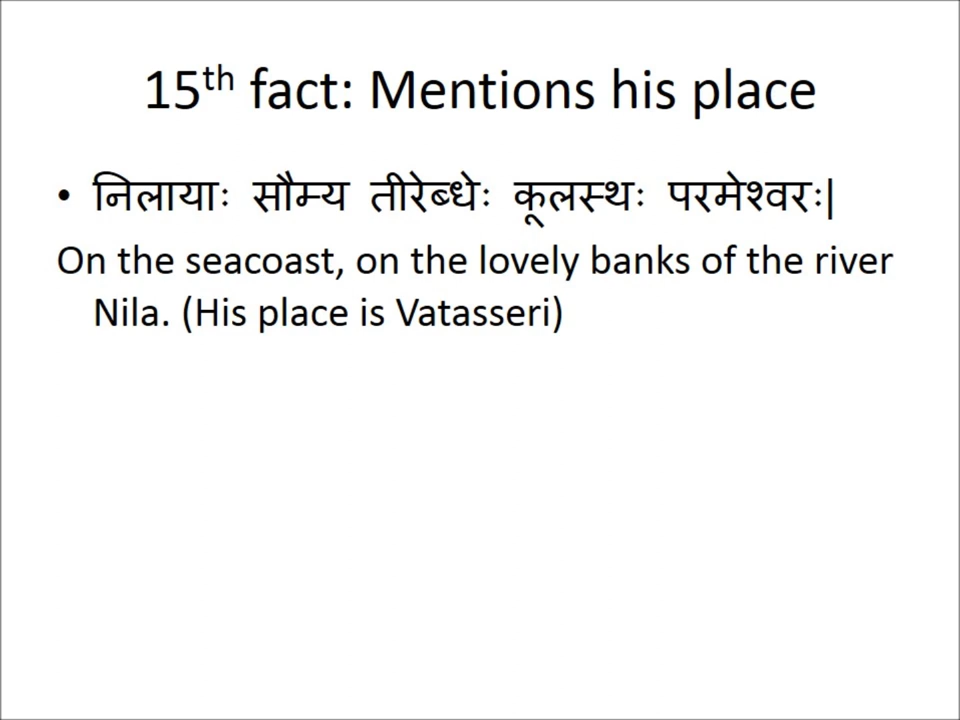 15th fact: Mentions his place
• निलायाः सौम्य तीरेब्धेः कूलस्थः परमेश्वरः|
On the seacoast, on the lovely banks of the river
Nila. (His place is Vatasseri)